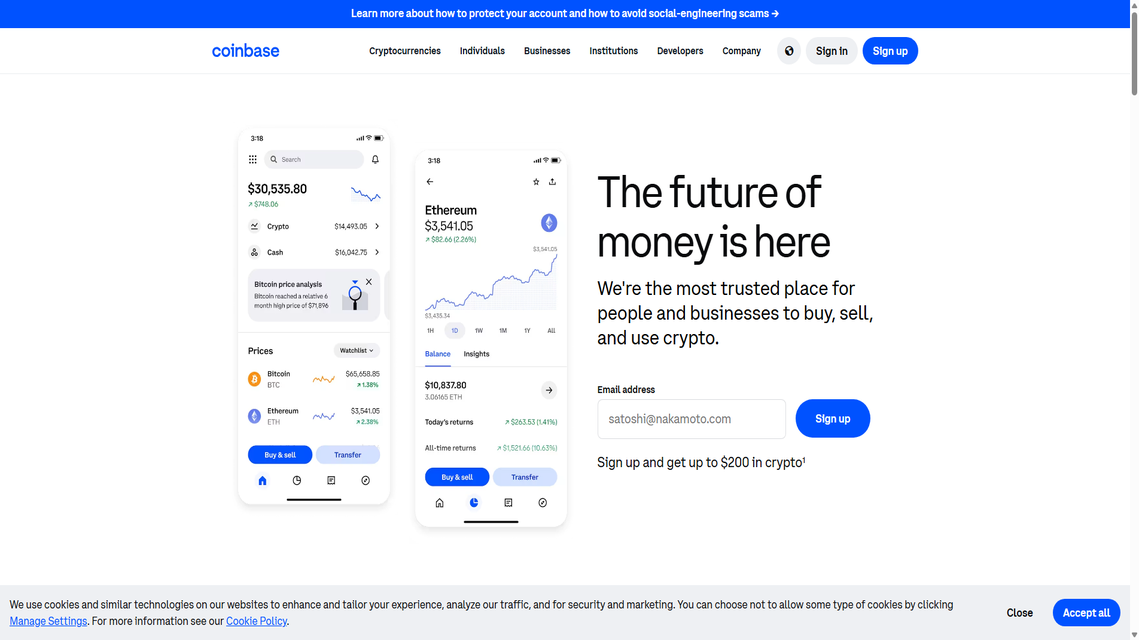 Learn more about how to protect your account and how to avoid social-engineering scams →
coinbase
Cryptocurrencies
Individuals
Businesses
Institutions
Developers
Company
Sign in
Sign up
3:18
Search
$30,535.80
↗ $748.06
Crypto
$14,493.05
Cash
$16,042.75
Bitcoin price analysis
Bitcoin reached a relative 6
month high price of $71,896
Prices
Watchlist
Bitcoin
$65,658.85
BTC
↗ 1.38%
Ethereum
$3,541.05
ETH
↗ 2.38%
Buy & sell
Transfer
3:18
Ethereum
$3,541.05
↗ $82.66 (2.26%)
$3,541.05
$3,435.34
1H
1D
1W
1M
1Y
All
Balance
Insights
$10,837.80
3.06165 ETH
Today's returns
↗ $263.53 (1.41%)
All-time returns
↗ $1,521.66 (10.63%)
Buy & sell
Transfer
The future of
money is here
We're the most trusted place for
people and businesses to buy, sell,
and use crypto.
Email address
satoshi@nakamoto.com
Sign up
Sign up and get up to $200 in crypto¹
We use cookies and similar technologies on our websites to enhance and tailor your experience, analyze our traffic, and for security and marketing. You can choose not to allow some type of cookies by clicking
Manage Settings. For more information see our Cookie Policy.
Close
Accept all